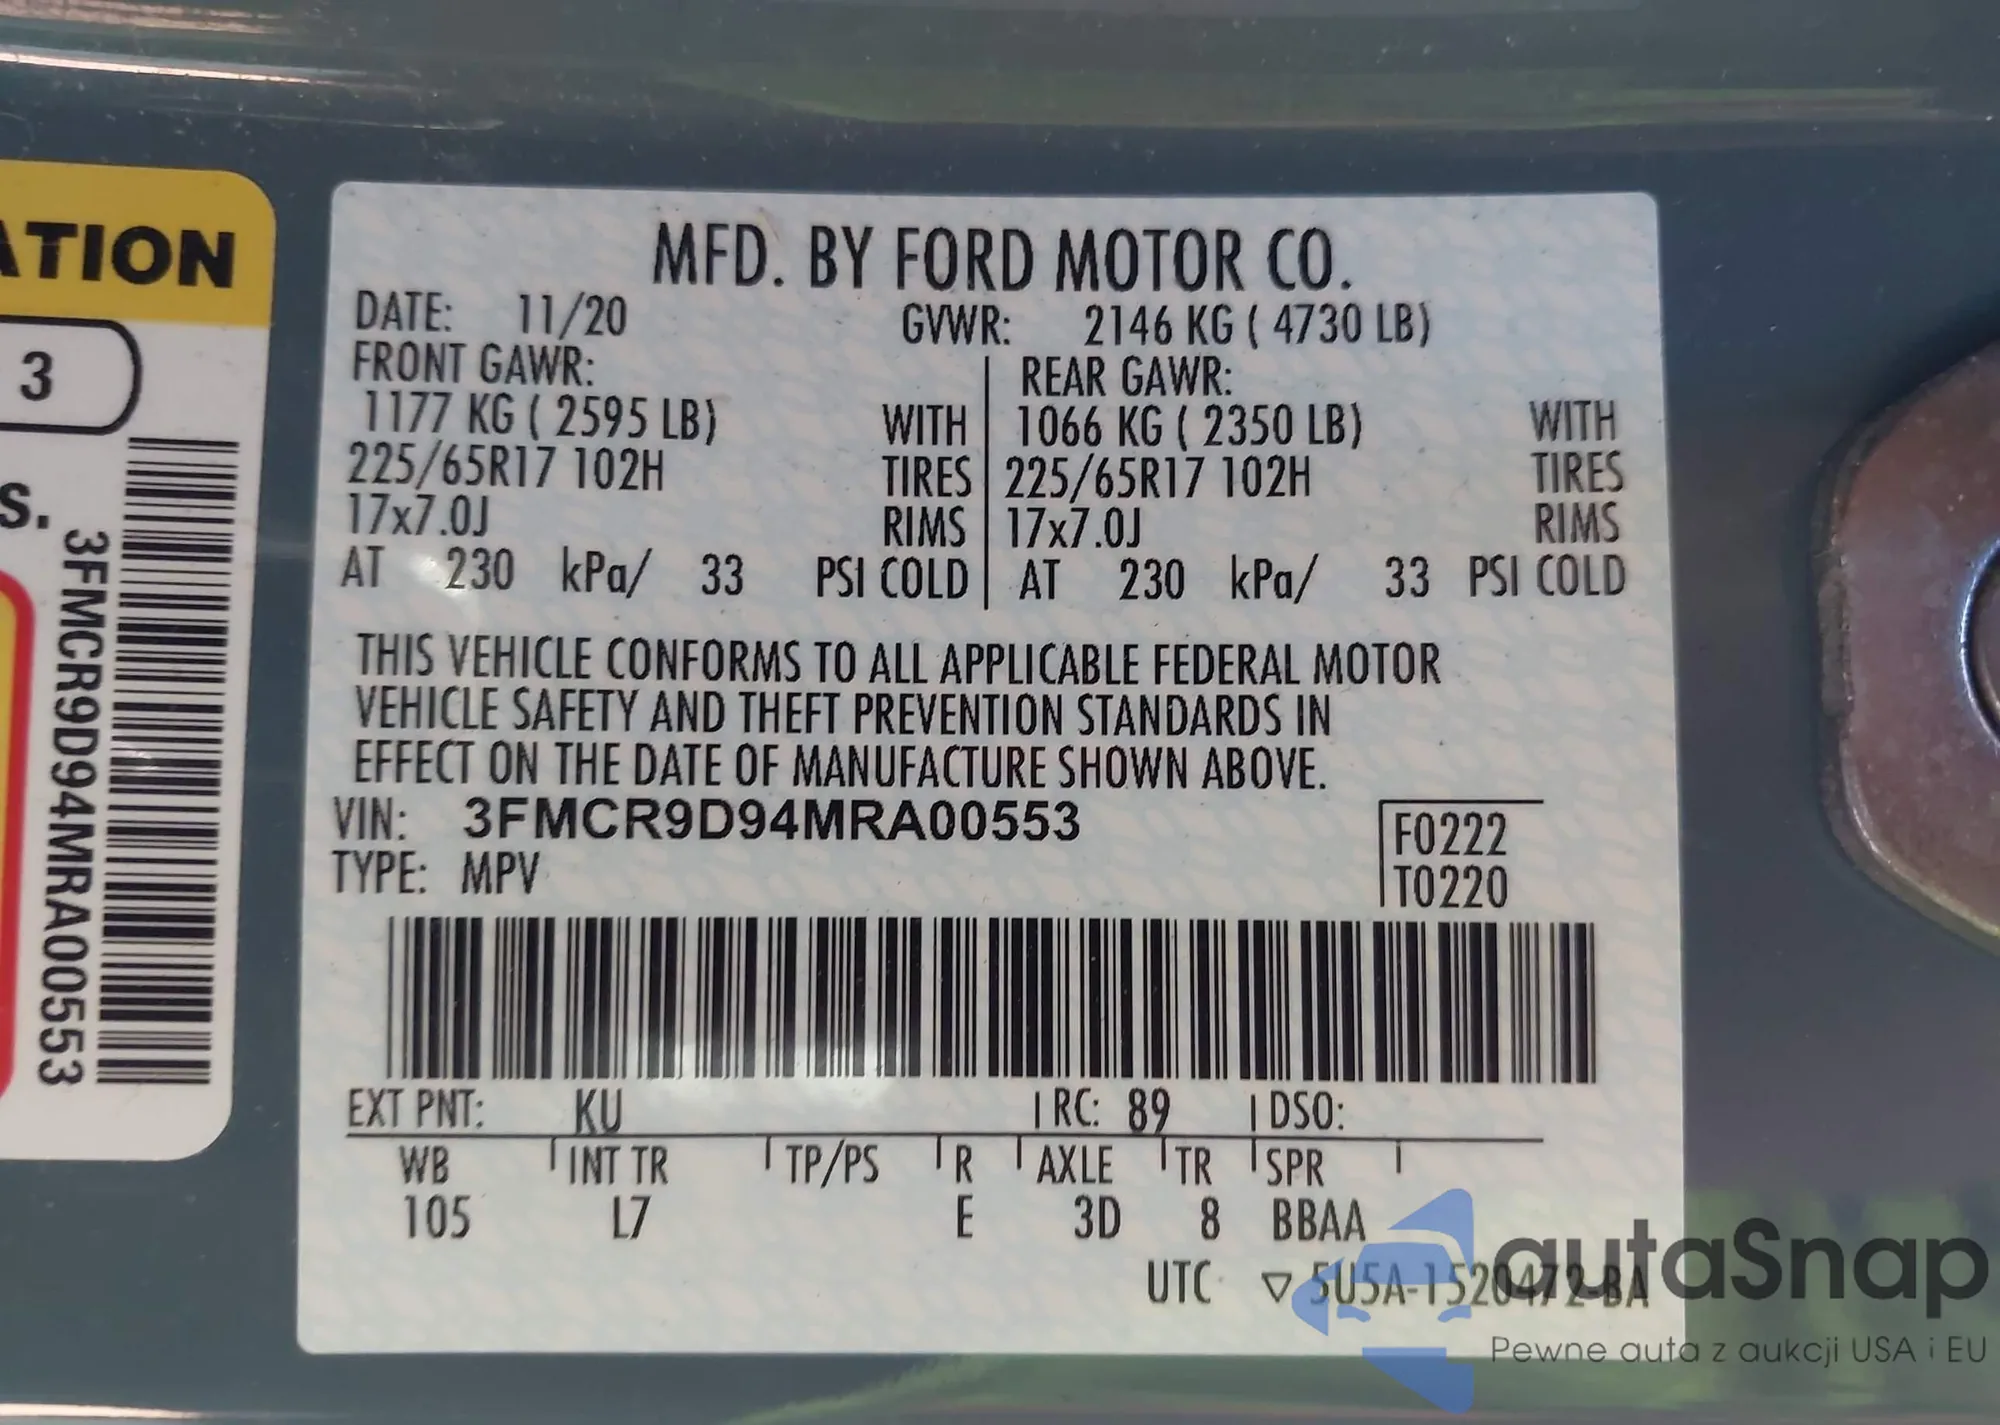 ATION
3
S.
3FMCR9D94MRA00553
MFD. BY FORD MOTOR CO.
DATE: 11/20 GVWR: 2146 KG ( 4730 LB)
FRONT GAWR: REAR GAWR:
1177 KG ( 2595 LB) WITH 1066 KG ( 2350 LB) WITH
225/65R17 102H TIRES 225/65R17 102H TIRES
17x7.0J RIMS 17x7.0J RIMS
AT 230 kPa/ 33 PSI COLD AT 230 kPa/ 33 PSI COLD
THIS VEHICLE CONFORMS TO ALL APPLICABLE FEDERAL MOTOR
VEHICLE SAFETY AND THEFT PREVENTION STANDARDS IN
EFFECT ON THE DATE OF MANUFACTURE SHOWN ABOVE.
VIN: 3FMCR9D94MRA00553 F0222
TYPE: MPV T0220
EXT PNT: KU RC: 89 DSO:
WB INT TR TP/PS R AXLE TR SPR
105 L7 E 3D 8 BBAA
UTC ▽ 5U5A-1520472-BA
autaSnap
Pewne auta z aukcji USA i EU